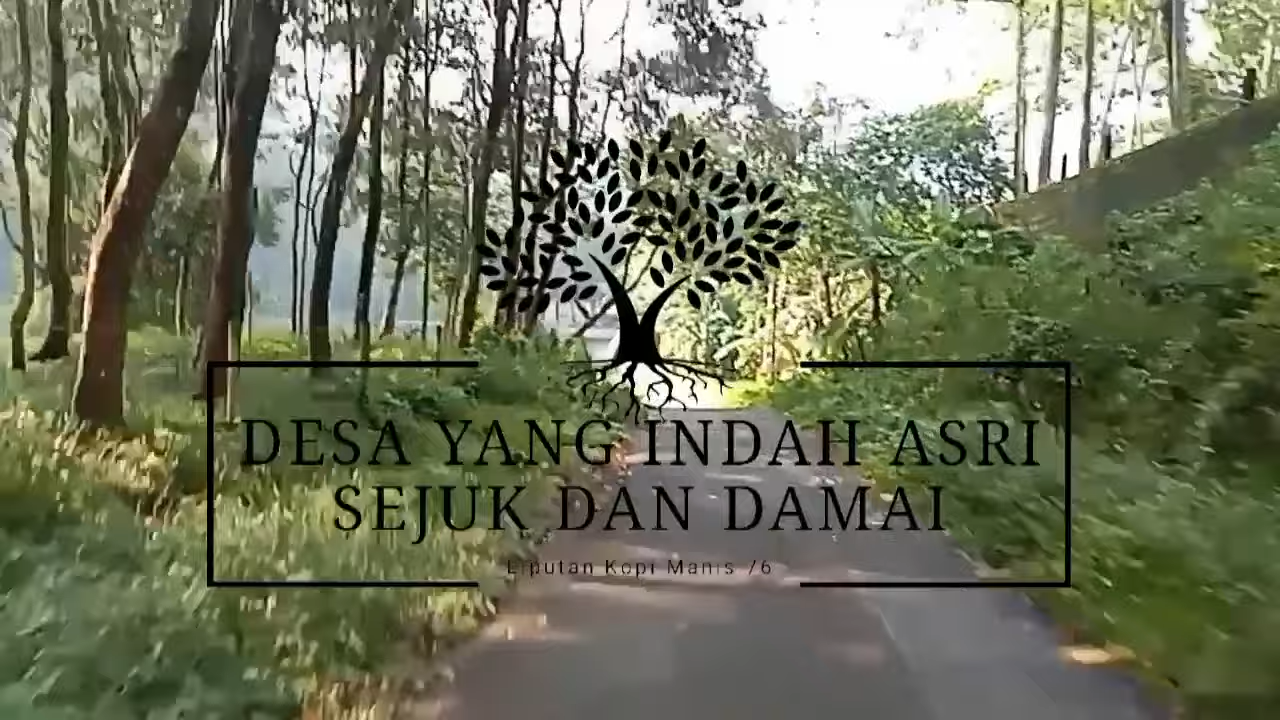 DESA YANG INDAH ASRI
SEJUK DAN DAMAI
Liputan Kopi Manis 76